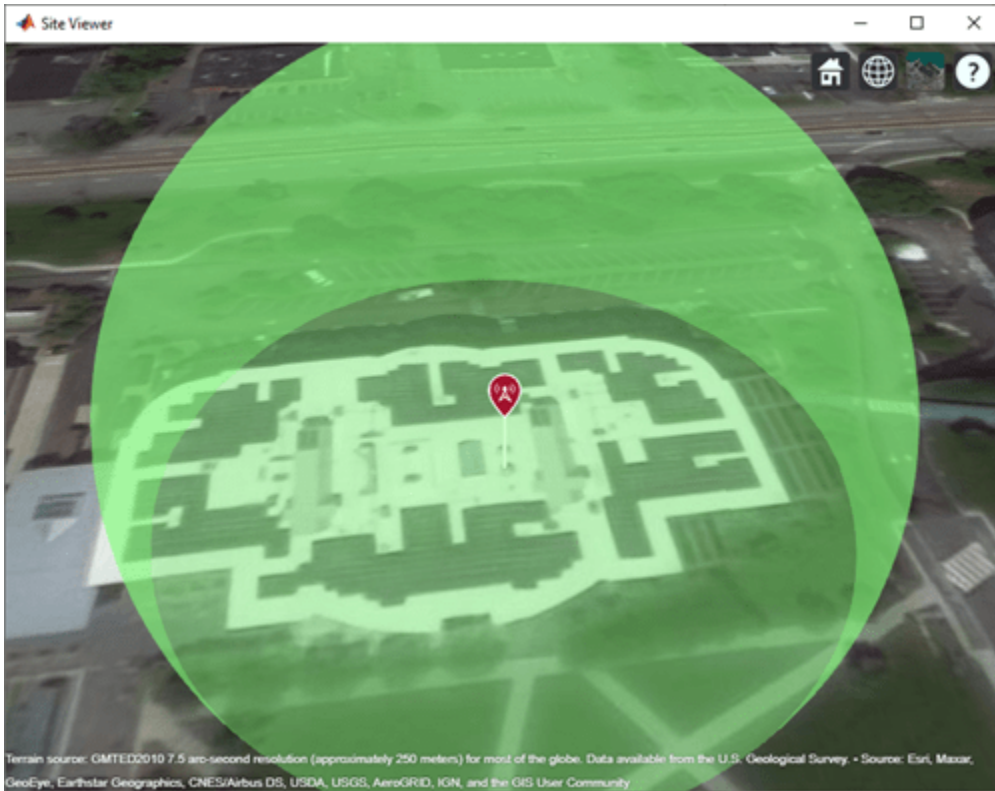 Site Viewer
?
Terrain source: GMTED2010 7.5 arc-second resolution (approximately 250 meters) for most of the globe. Data available from the U.S. Geological Survey. • Source: Esri, Maxar,
GeoEye, Earthstar Geographics, CNES/Airbus DS, USDA, USGS, AeroGRID, IGN, and the GIS User Community